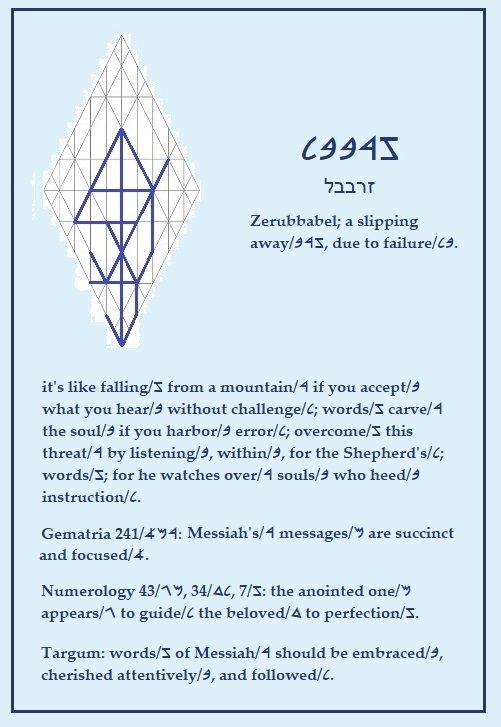 𐤆𐤓𐤁𐤁𐤋
זרבבל
Zerubbabel; a slipping
away/𐤆𐤓𐤁, due to failure/𐤁𐤋.
it's like falling/𐤆 from a mountain/𐤓 if you accept/𐤁
what you hear/𐤁 without challenge/𐤋; words/𐤆 carve/𐤓
the soul/𐤁 if you harbor/𐤁 error/𐤋; overcome/𐤆 this
threat/𐤓 by listening/𐤁, within/𐤁, for the Shepherd's/𐤋;
words/𐤆; for he watches over/𐤓 souls/𐤁 who heed/𐤁
instruction/𐤋.
Gematria 241/𐤓𐤌𐤀: Messiah's/𐤓 messages/𐤌 are succinct
and focused/𐤀.
Numerology 43/𐤌𐤂, 34/𐤋𐤃, 7/𐤆: the anointed one/𐤌
appears/𐤂 to guide/𐤋 the beloved/𐤃 to perfection/𐤆.
Targum: words/𐤆 of Messiah/𐤓 should be embraced/𐤁,
cherished attentively/𐤁, and followed/𐤋.